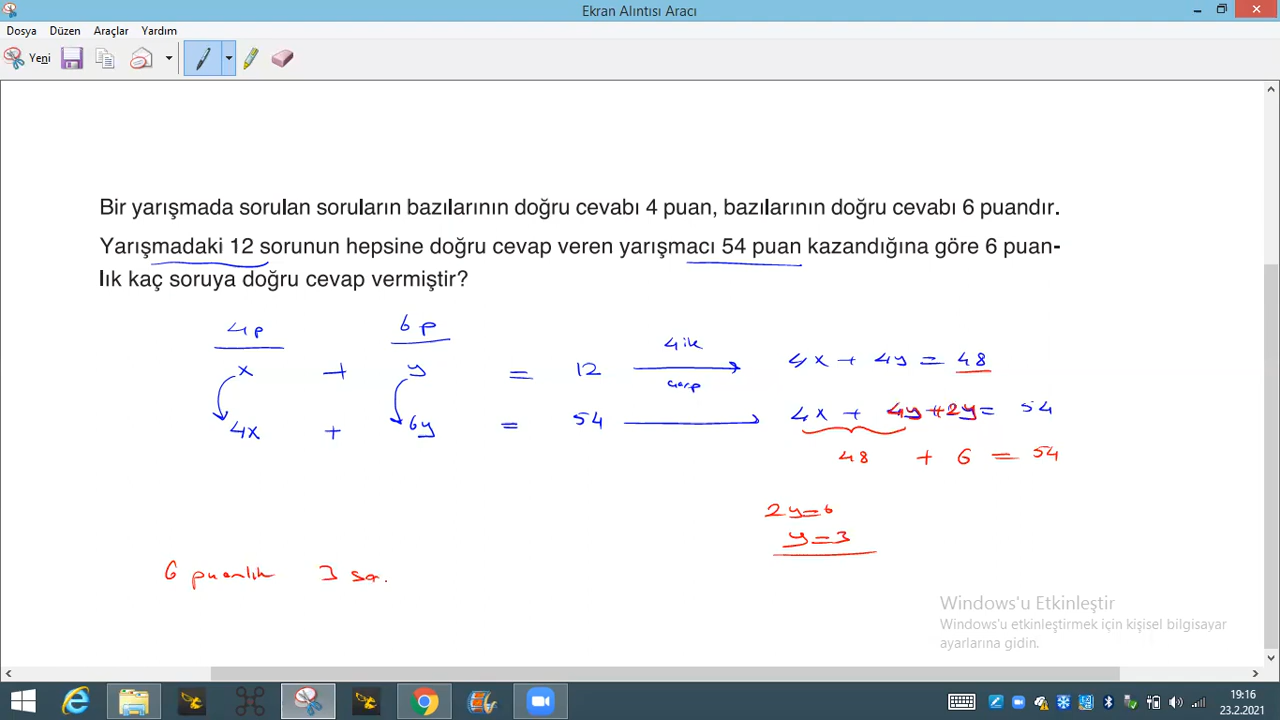 Ekran Alıntısı Aracı
Dosya Düzen Araçlar Yardım
Yeni
Bir yarışmada sorulan soruların bazılarının doğru cevabı 4 puan, bazılarının doğru cevabı 6 puandır.
Yarışmadaki 12 sorunun hepsine doğru cevap veren yarışmacı 54 puan kazandığına göre 6 puan-
lık kaç soruya doğru cevap vermiştir?
4p 6p
x + y = 12 4 ile çarp 4x + 4y = 48
4x + 6y = 54 4x + 4y + 2y = 54
48 + 6 = 54
2y = 6
y = 3
6 puanlık 3 so
Windows'u Etkinleştir
Windows'u etkinleştirmek için kişisel bilgisayar
ayarlarına gidin.
19:16
23.2.2021